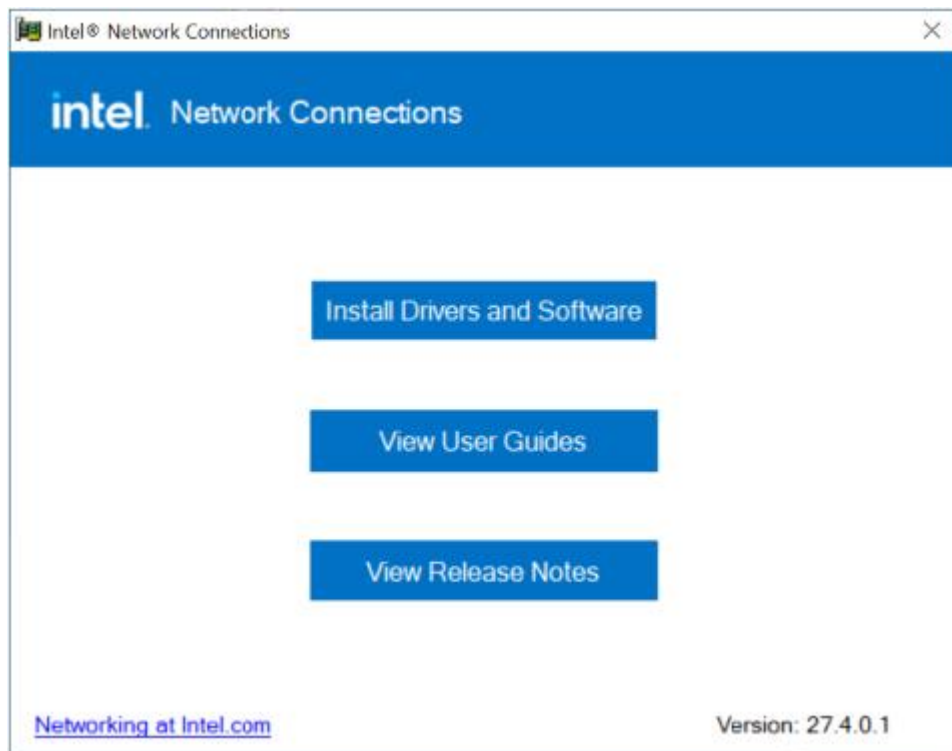 Intel® Network Connections
intel. Network Connections
Install Drivers and Software
View User Guides
View Release Notes
Networking at Intel.com
Version: 27.4.0.1